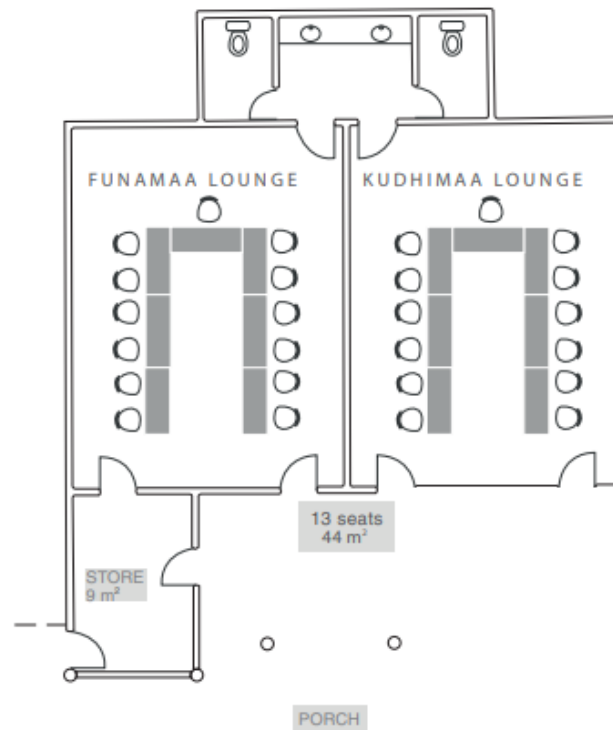 FUNAMAA LOUNGE
KUDHIMAA LOUNGE
13 seats
44 m²
STORE
9 m²
PORCH